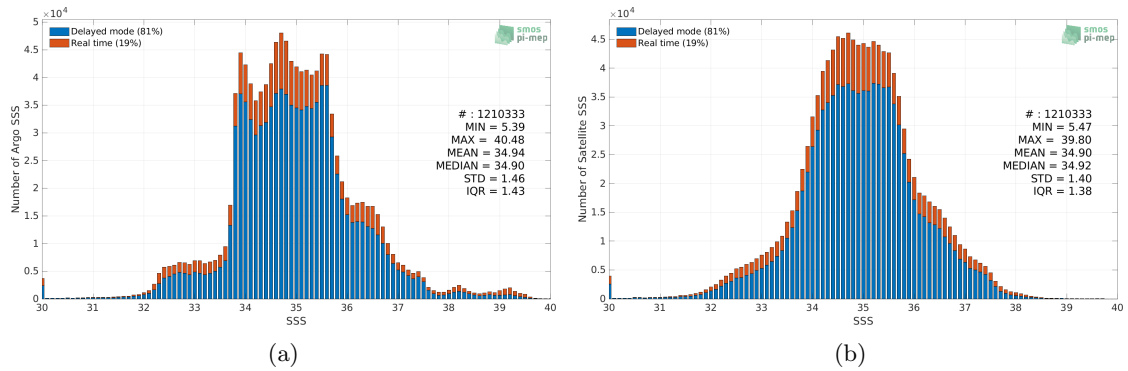 ×10⁴
Delayed mode (81%)
Real time (19%)
smos
pi-mep
# : 1210333
MIN = 5.39
MAX = 40.48
MEAN = 34.94
MEDIAN = 34.90
STD = 1.46
IQR = 1.43
Number of Argo SSS
5
4.5
4
3.5
3
2.5
2
1.5
1
0.5
0
30 31 32 33 34 35 36 37 38 39 40
SSS
(a)
×10⁴
Delayed mode (81%)
Real time (19%)
smos
pi-mep
# : 1210333
MIN = 5.47
MAX = 39.80
MEAN = 34.90
MEDIAN = 34.92
STD = 1.40
IQR = 1.38
Number of Satellite SSS
4.5
4
3.5
3
2.5
2
1.5
1
0.5
0
30 31 32 33 34 35 36 37 38 39 40
SSS
(b)